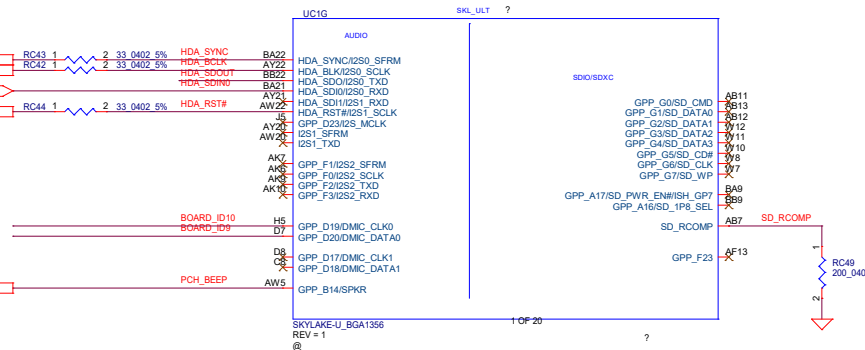 UC1G
SKL_ULT ?
AUDIO
SDIO/SDXC
RC43 1 2 33_0402_5% HDA_SYNC BA22 HDA_SYNC/I2S0_SFRM
RC42 1 2 33_0402_5% HDA_BCLK AY22 HDA_BLK/I2S0_SCLK
HDA_SDOUT BB22 HDA_SDO/I2S0_TXD
HDA_SDIN0 BA21 HDA_SDI0/I2S0_RXD
AY21 HDA_SDI1/I2S1_RXD
RC44 1 2 33_0402_5% HDA_RST# AW22 HDA_RST#/I2S1_SCLK
J5 GPP_D23/I2S_MCLK
AY20 I2S1_SFRM
AW20 I2S1_TXD
AK7 GPP_F1/I2S2_SFRM
AK6 GPP_F0/I2S2_SCLK
AK9 GPP_F2/I2S2_TXD
AK10 GPP_F3/I2S2_RXD
BOARD_ID10 H5 GPP_D19/DMIC_CLK0
BOARD_ID9 D7 GPP_D20/DMIC_DATA0
D8 GPP_D17/DMIC_CLK1
C8 GPP_D18/DMIC_DATA1
PCH_BEEP AW5 GPP_B14/SPKR
GPP_G0/SD_CMD AB11
GPP_G1/SD_DATA0 AB13
GPP_G2/SD_DATA1 AB12
GPP_G3/SD_DATA2 W12
GPP_G4/SD_DATA3 W11
GPP_G5/SD_CD# W10
GPP_G6/SD_CLK W8
GPP_G7/SD_WP W7
GPP_A17/SD_PWR_EN#/ISH_GP7 BA9
GPP_A16/SD_1P8_SEL BB9
SD_RCOMP AB7 SD_RCOMP
GPP_F23 AF13
1
RC49
200_040
2
SKYLAKE-U_BGA1356
1 OF 20
REV = 1
?
@